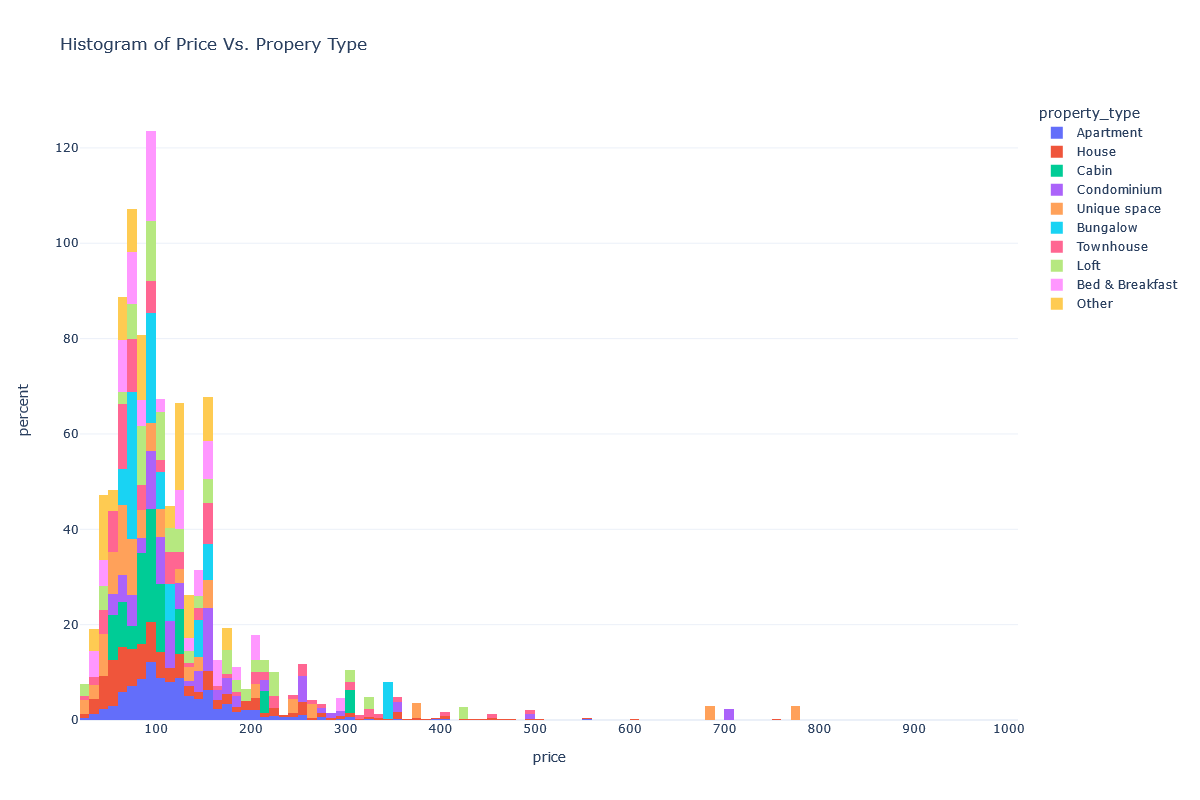 Histogram of Price Vs. Propery Type
property_type
Apartment
House
Cabin
Condominium
Unique space
Bungalow
Townhouse
Loft
Bed & Breakfast
Other
120
100
80
60
40
20
0
percent
100 200 300 400 500 600 700 800 900 1000
price